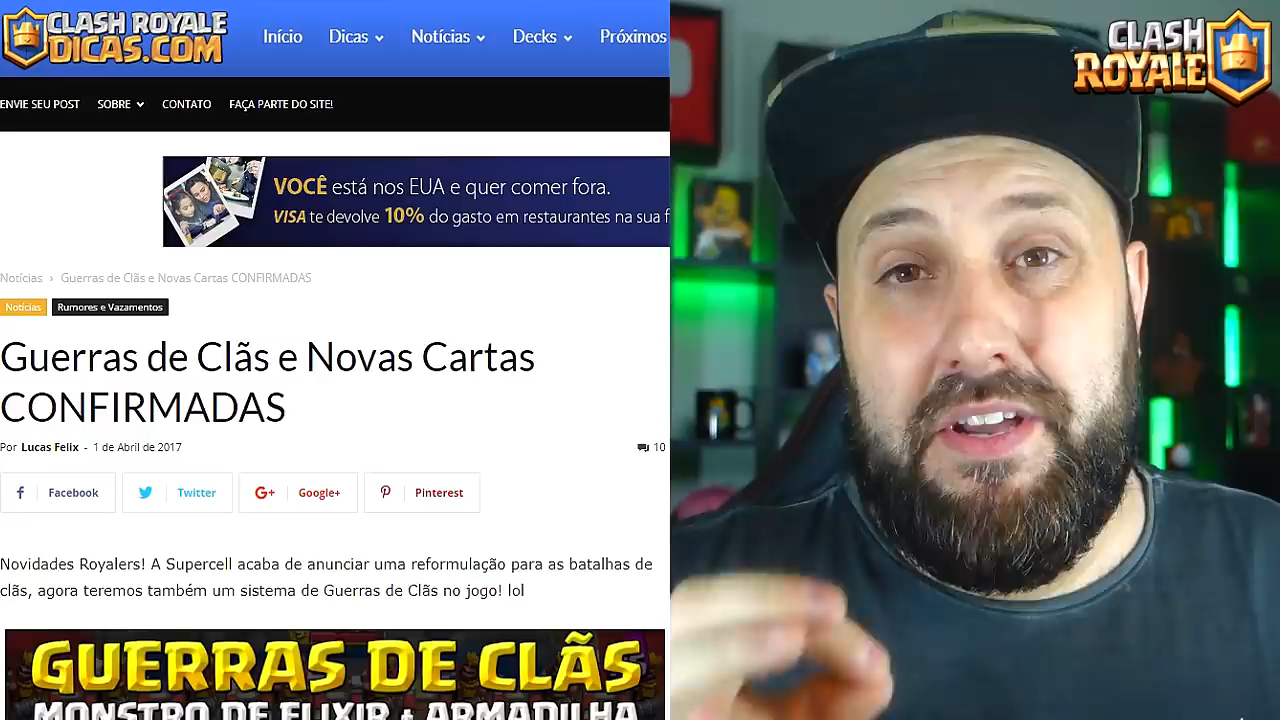 CLASH ROYALE
DICAS.COM
Início Dicas Notícias Decks Próximos
ENVIE SEU POST SOBRE CONTATO FAÇA PARTE DO SITE!
VOCÊ está nos EUA e quer comer fora.
VISA te devolve 10% do gasto em restaurantes na sua f
Notícias › Guerras de Clãs e Novas Cartas CONFIRMADAS
Notícias Rumores e Vazamentos
Guerras de Clãs e Novas Cartas
CONFIRMADAS
Por Lucas Felix - 1 de Abril de 2017 10
Facebook Twitter Google+ Pinterest
Novidades Royalers! A Supercell acaba de anunciar uma reformulação para as batalhas de
clãs, agora teremos também um sistema de Guerras de Clãs no jogo! lol
GUERRAS DE CLÃS
MONSTRO DE ELIXIR + ARMADILHA
CLASH
ROYALE